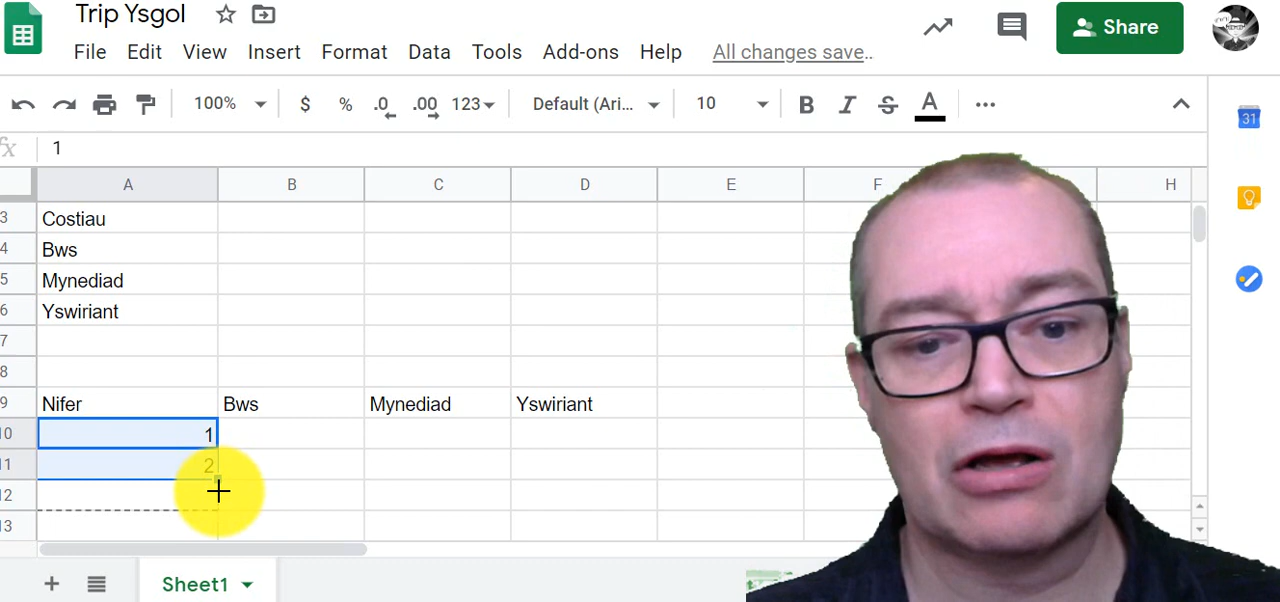 Trip Ysgol
File Edit View Insert Format Data Tools Add-ons Help All changes save…
Share
100% $ % .0 .00 123 Default (Ari... 10 B I S A
31
fx 1
A B C D E F H
3 Costiau
4 Bws
5 Mynediad
6 Yswiriant
7
8
9 Nifer Bws Mynediad Yswiriant
10 1
11 2
12
13
Sheet1